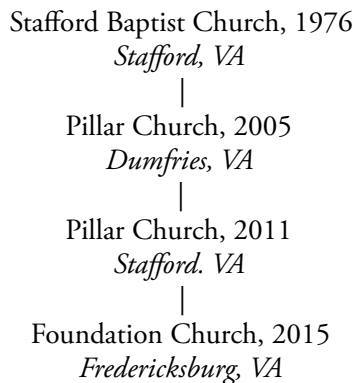 Stafford Baptist Church, 1976
Stafford, VA
Pillar Church, 2005
Dumfries, VA
Pillar Church, 2011
Stafford. VA
Foundation Church, 2015
Fredericksburg, VA